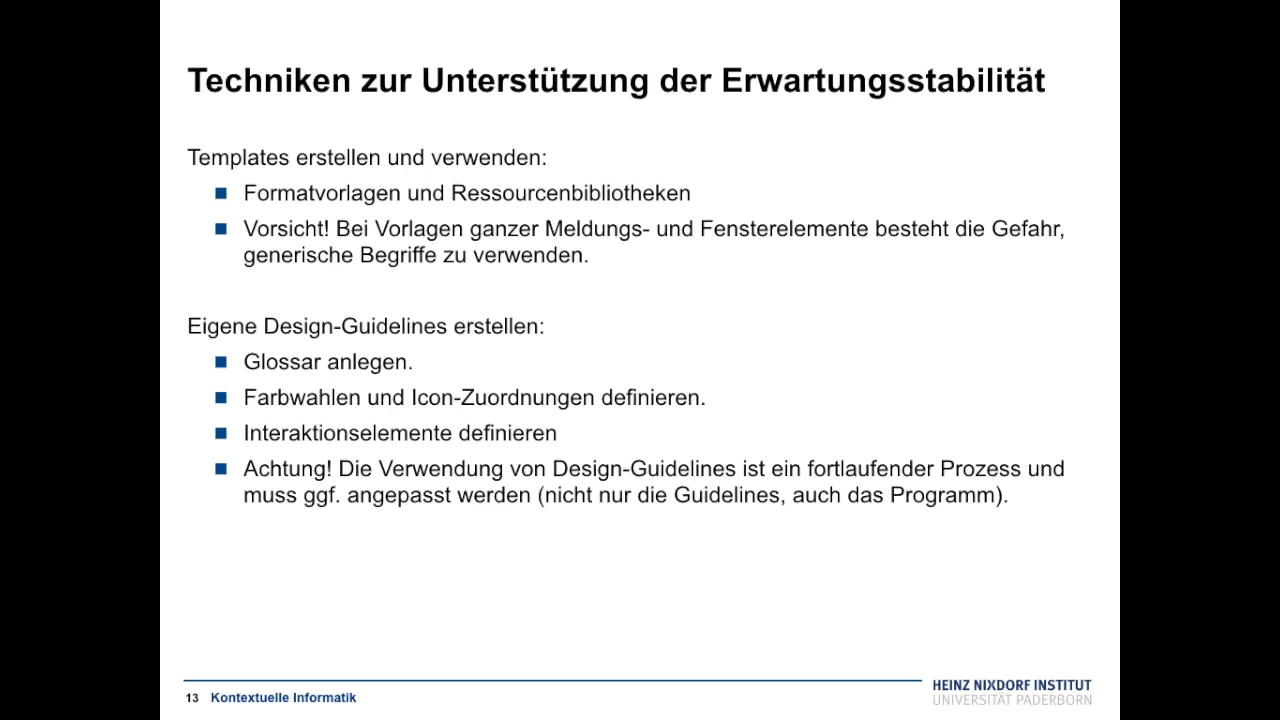 Techniken zur Unterstützung der Erwartungsstabilität
Templates erstellen und verwenden:
Formatvorlagen und Ressourcenbibliotheken
Vorsicht! Bei Vorlagen ganzer Meldungs- und Fensterelemente besteht die Gefahr,
generische Begriffe zu verwenden.
Eigene Design-Guidelines erstellen:
Glossar anlegen.
Farbwahlen und Icon-Zuordnungen definieren.
Interaktionselemente definieren
Achtung! Die Verwendung von Design-Guidelines ist ein fortlaufender Prozess und
muss ggf. angepasst werden (nicht nur die Guidelines, auch das Programm).
13 Kontextuelle Informatik
HEINZ NIXDORF INSTITUT
UNIVERSITÄT PADERBORN